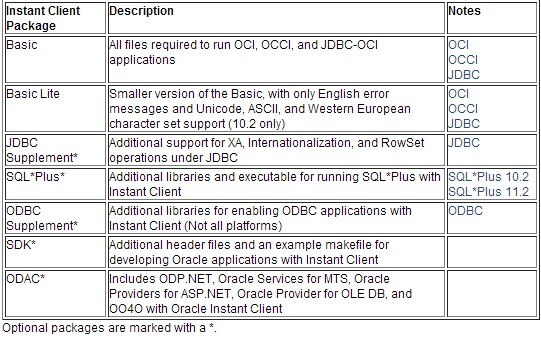 Instant Client Package Description Notes
Basic All files required to run OCI, OCCI, and JDBC-OCI applications OCI OCCI JDBC
Basic Lite Smaller version of the Basic, with only English error messages and Unicode, ASCII, and Western European character set support (10.2 only) OCI OCCI JDBC
JDBC Supplement* Additional support for XA, Internationalization, and RowSet operations under JDBC JDBC
SQL*Plus* Additional libraries and executable for running SQL*Plus with Instant Client SQL*Plus 10.2 SQL*Plus 11.2
ODBC Supplement* Additional libraries for enabling ODBC applications with Instant Client (Not all platforms) ODBC
SDK* Additional header files and an example makefile for developing Oracle applications with Instant Client
ODAC* Includes ODP.NET, Oracle Services for MTS, Oracle Providers for ASP.NET, Oracle Provider for OLE DB, and OO4O with Oracle Instant Client
Optional packages are marked with a *.